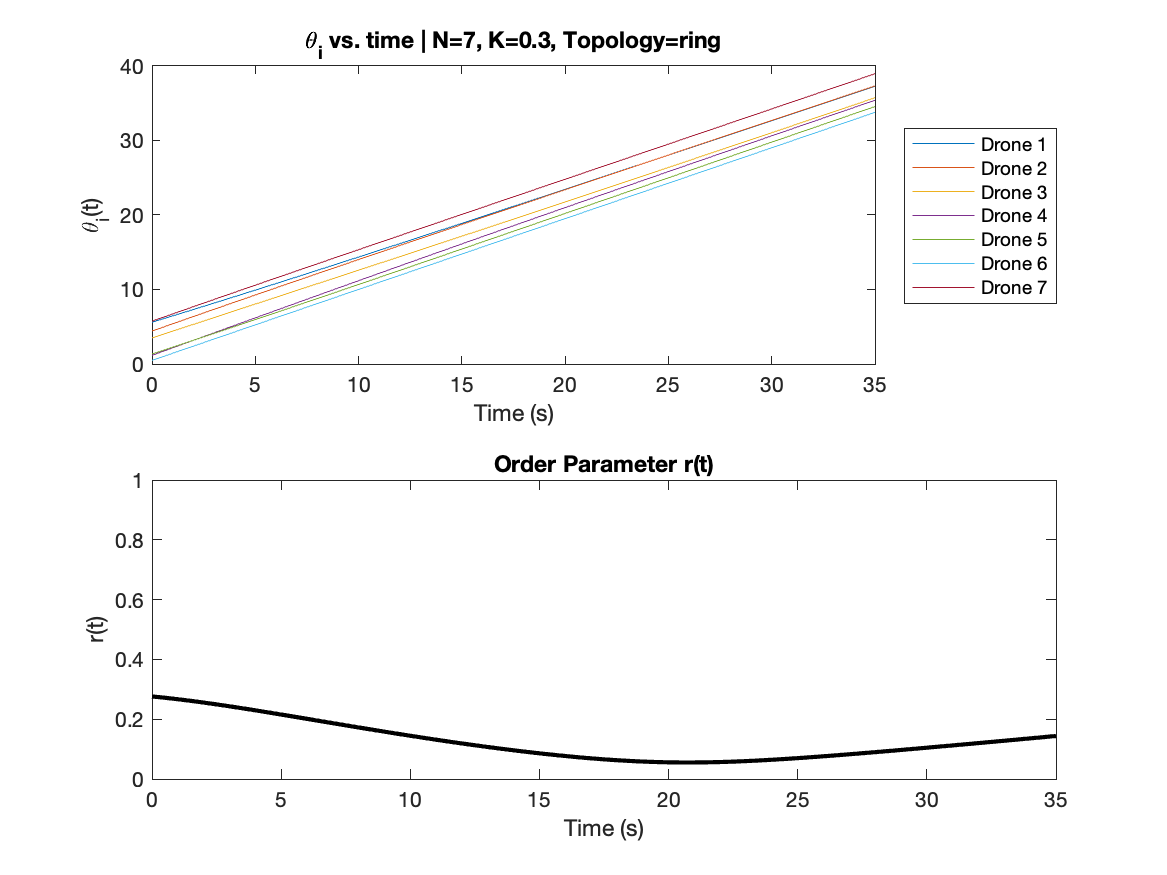 θi vs. time | N=7, K=0.3, Topology=ring
40
30
20
10
0
θi(t)
0 5 10 15 20 25 30 35
Time (s)
Drone 1
Drone 2
Drone 3
Drone 4
Drone 5
Drone 6
Drone 7
Order Parameter r(t)
1
0.8
0.6
0.4
0.2
0
r(t)
0 5 10 15 20 25 30 35
Time (s)